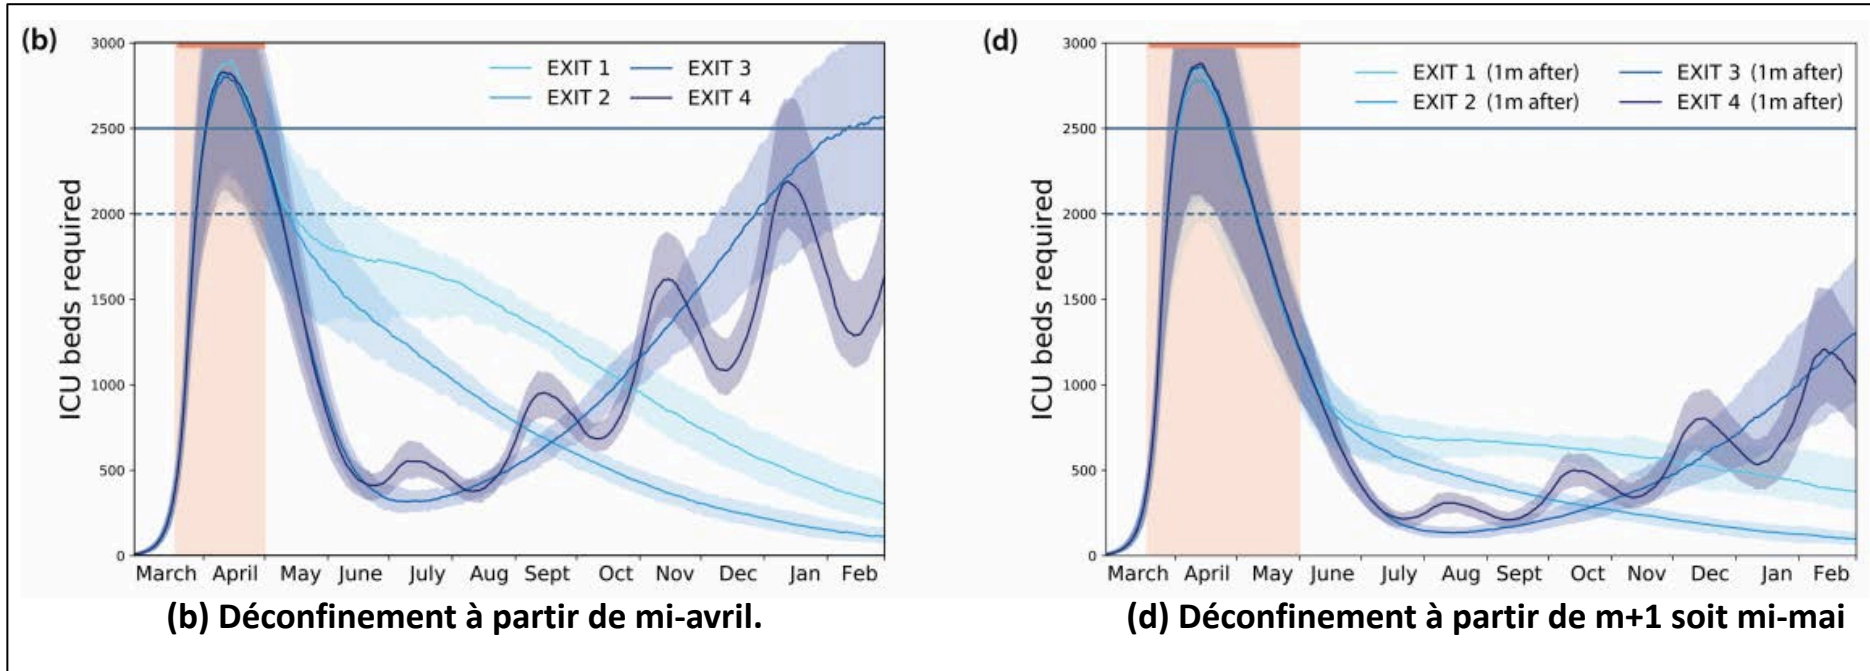 (b)
3000
2500
2000
1500
1000
500
0
ICU beds required
EXIT 1
EXIT 2
EXIT 3
EXIT 4
March April May June July Aug Sept Oct Nov Dec Jan Feb
(b) Déconfinement à partir de mi-avril.
(d)
3000
2500
2000
1500
1000
500
0
ICU beds required
EXIT 1 (1m after)
EXIT 2 (1m after)
EXIT 3 (1m after)
EXIT 4 (1m after)
March April May June July Aug Sept Oct Nov Dec Jan Feb
(d) Déconfinement à partir de m+1 soit mi-mai